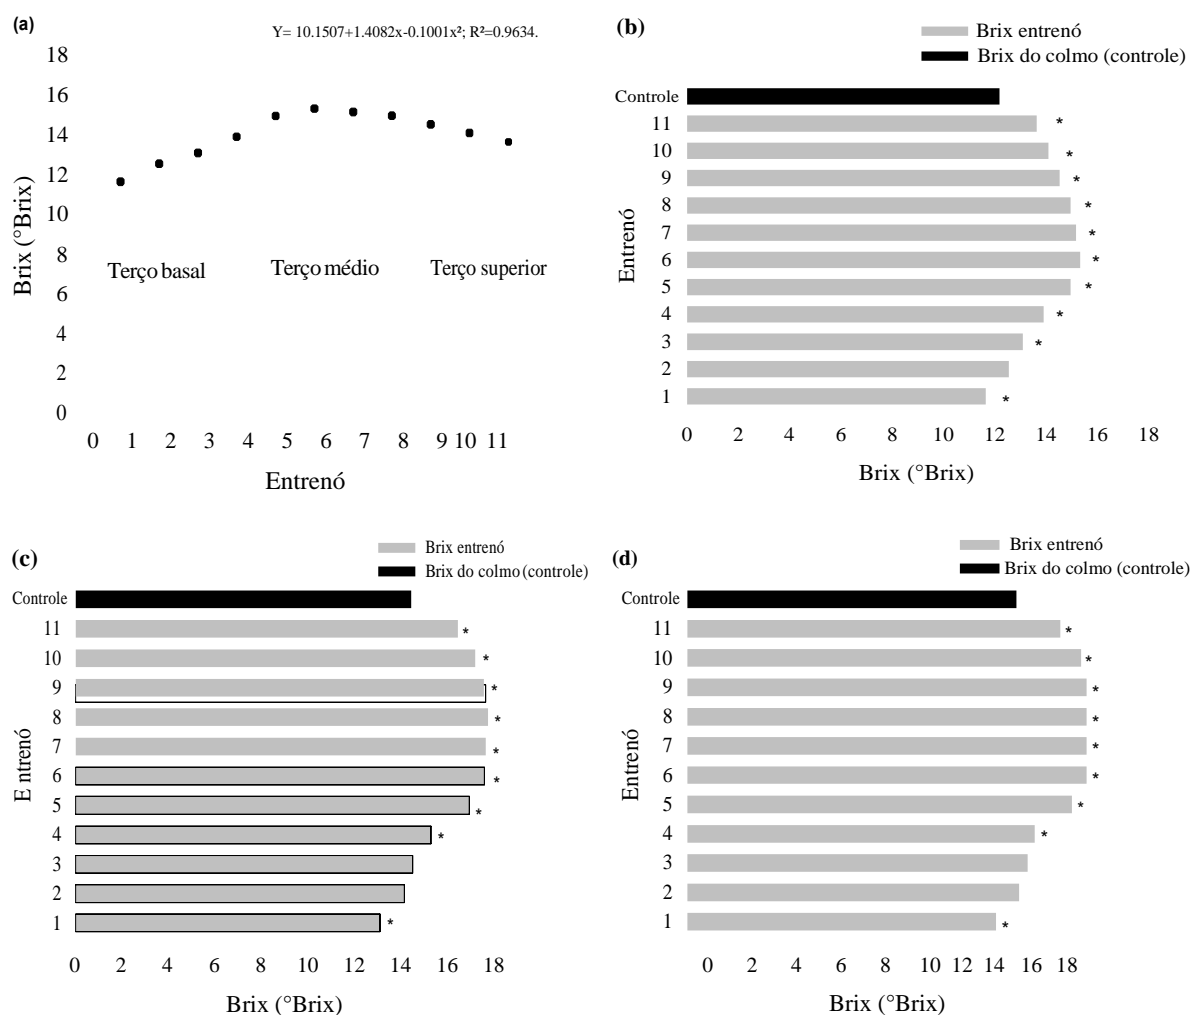 (a)
Y= 10.1507+1.4082x-0.1001x²; R²=0.9634.
18
16
14
12
10
8
6
4
2
0
Brix (°Brix)
Terço basal
Terço médio
Terço superior
0 1 2 3 4 5 6 7 8 9 10 11
Entrenó
(b)
Brix entrenó
Brix do colmo (controle)
Controle
11 *
10 *
9 *
8 *
7 *
6 *
5 *
4 *
3 *
2
1 *
Entrenó
0 2 4 6 8 10 12 14 16 18
Brix (°Brix)
(c)
Brix entrenó
Brix do colmo (controle)
Controle
11 *
10 *
9 *
8 *
7 *
6 *
5 *
4 *
3
2
1 *
E ntrenó
0 2 4 6 8 10 12 14 16 18
Brix (°Brix)
(d)
Brix entrenó
Brix do colmo (controle)
Controle
11 *
10 *
9 *
8 *
7 *
6 *
5 *
4 *
3
2
1 *
Entrenó
0 2 4 6 8 10 12 14 16 18
Brix (°Brix)